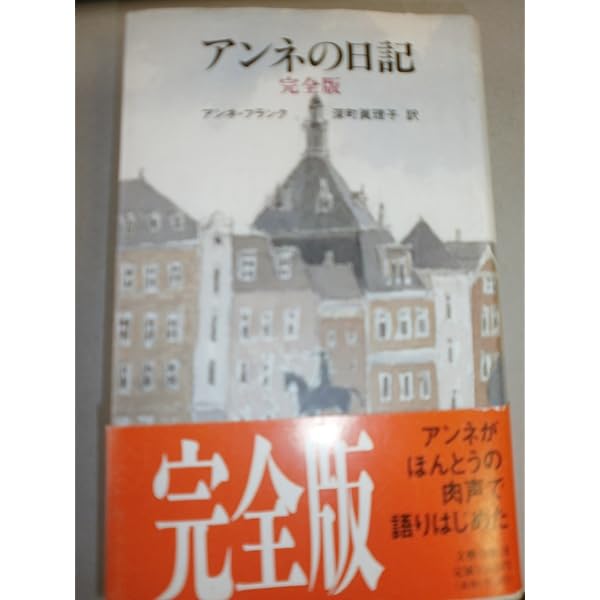 アンネの日記
完全版
アンネ・フランク 深町眞理子 訳
完全版
アンネが
ほんとうの
肉声で
語りはじめた